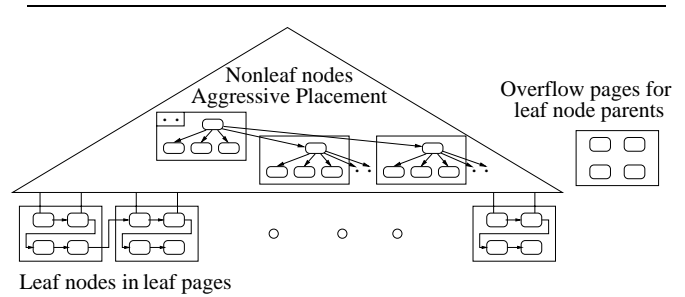 Nonleaf nodes
Aggressive Placement
Overflow pages for
leaf node parents
Leaf nodes in leaf pages